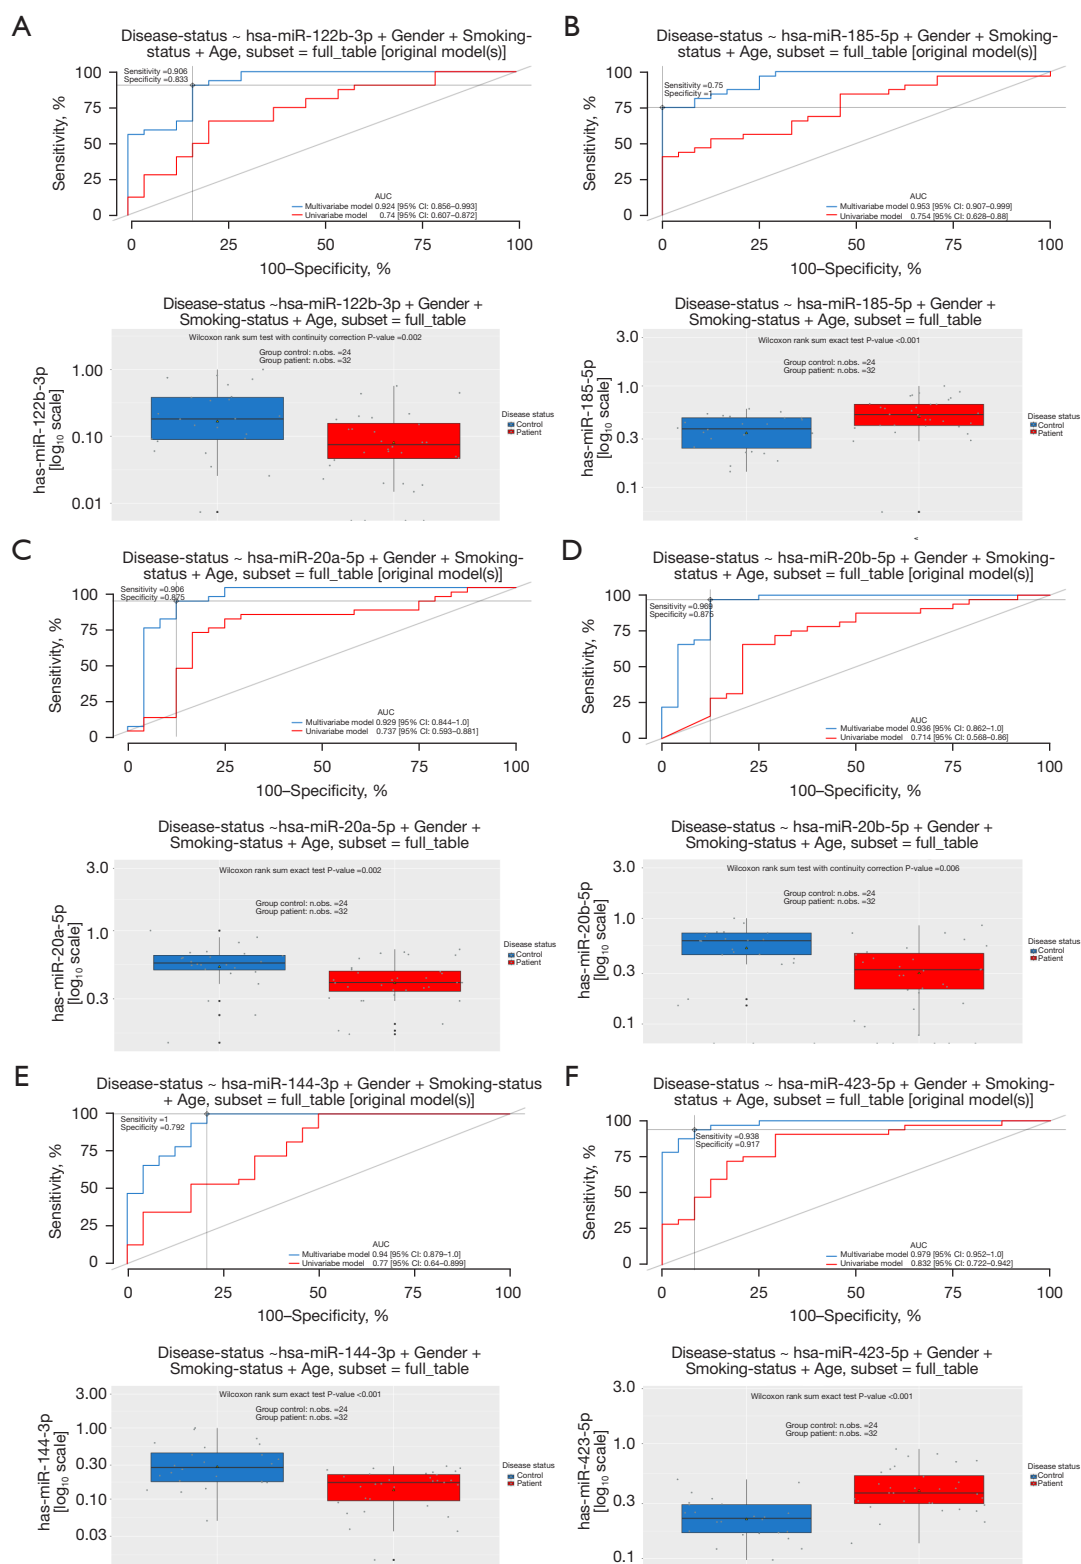 A
Disease-status ~ hsa-miR-122b-3p + Gender + Smoking-
status + Age, subset = full_table [original model(s)]
Sensitivity =0.906
Specificity =0.833
Sensitivity, %
100
75
50
25
0
AUC
Multivariabe model 0.924 [95% CI: 0.856–0.993]
Univariabe model 0.74 [95% CI: 0.607–0.872]
0 25 50 75 100
100–Specificity, %
Disease-status ~hsa-miR-122b-3p + Gender +
Smoking-status + Age, subset = full_table
Wilcoxon rank sum test with continuity correction P-value =0.002
Group control: n.obs. =24
Group patient: n.obs. =32
has-miR-122b-3p
[log10 scale]
1.00
0.10
0.01
Disease status
Control
Patient
B
Disease-status ~ hsa-miR-185-5p + Gender + Smoking-
status + Age, subset = full_table [original model(s)]
Sensitivity =0.75
Specificity =1
Sensitivity, %
100
75
50
25
0
AUC
Multivariabe model 0.953 [95% CI: 0.907–0.999]
Univariabe model 0.754 [95% CI: 0.628–0.88]
0 25 50 75 100
100–Specificity, %
Disease-status ~ hsa-miR-185-5p + Gender +
Smoking-status + Age, subset = full_table
Wilcoxon rank sum exact test P-value <0.001
Group control: n.obs. =24
Group patient: n.obs. =32
has-miR-185-5p
[log10 scale]
3.0
1.0
0.3
0.1
Disease status
Control
Patient
C
Disease-status ~ hsa-miR-20a-5p + Gender + Smoking-
status + Age, subset = full_table [original model(s)]
Sensitivity =0.906
Specificity =0.875
Sensitivity, %
100
75
50
25
0
AUC
Multivariabe model 0.929 [95% CI: 0.844–1.0]
Univariabe model 0.737 [95% CI: 0.593–0.881]
0 25 50 75 100
100–Specificity, %
Disease-status ~hsa-miR-20a-5p + Gender +
Smoking-status + Age, subset = full_table
Wilcoxon rank sum exact test P-value =0.002
Group control: n.obs. =24
Group patient: n.obs. =32
has-miR-20a-5p
[log10 scale]
3.0
1.0
0.3
Disease status
Control
Patient
D
Disease-status ~ hsa-miR-20b-5p + Gender + Smoking-
status + Age, subset = full_table [original model(s)]
Sensitivity =0.969
Specificity =0.875
Sensitivity, %
100
75
50
25
0
AUC
Multivariabe model 0.936 [95% CI: 0.862–1.0]
Univariabe model 0.714 [95% CI: 0.568–0.86]
0 25 50 75 100
100–Specificity, %
Disease-status ~ hsa-miR-20b-5p + Gender +
Smoking-status + Age, subset = full_table
Wilcoxon rank sum test with continuity correction P-value =0.006
Group control: n.obs. =24
Group patient: n.obs. =32
has-miR-20b-5p
[log10 scale]
3.0
1.0
0.3
0.1
Disease status
Control
Patient
E
Disease-status ~ hsa-miR-144-3p + Gender + Smoking-status
+ Age, subset = full_table [original model(s)]
Sensitivity =1
Specificity =0.792
Sensitivity, %
100
75
50
25
0
AUC
Multivariabe model 0.94 [95% CI: 0.879–1.0]
Univariabe model 0.77 [95% CI: 0.64–0.899]
0 25 50 75 100
100–Specificity, %
Disease-status ~hsa-miR-144-3p + Gender +
Smoking-status + Age, subset = full_table
Wilcoxon rank sum exact test P-value <0.001
Group control: n.obs. =24
Group patient: n.obs. =32
has-miR-144-3p
[log10 scale]
3.00
1.00
0.30
0.10
0.03
Disease status
Control
Patient
F
Disease-status ~ hsa-miR-423-5p + Gender + Smoking-
status + Age, subset = full_table [original model(s)]
Sensitivity =0.938
Specificity =0.917
Sensitivity, %
100
75
50
25
0
AUC
Multivariabe model 0.979 [95% CI: 0.952–1.0]
Univariabe model 0.832 [95% CI: 0.722–0.942]
0 25 50 75 100
100–Specificity, %
Disease-status ~ hsa-miR-423-5p + Gender +
Smoking-status + Age, subset = full_table
Wilcoxon rank sum exact test P-value <0.001
Group control: n.obs. =24
Group patient: n.obs. =32
has-miR-423-5p
[log10 scale]
3.0
1.0
0.3
0.1
Disease status
Control
Patient